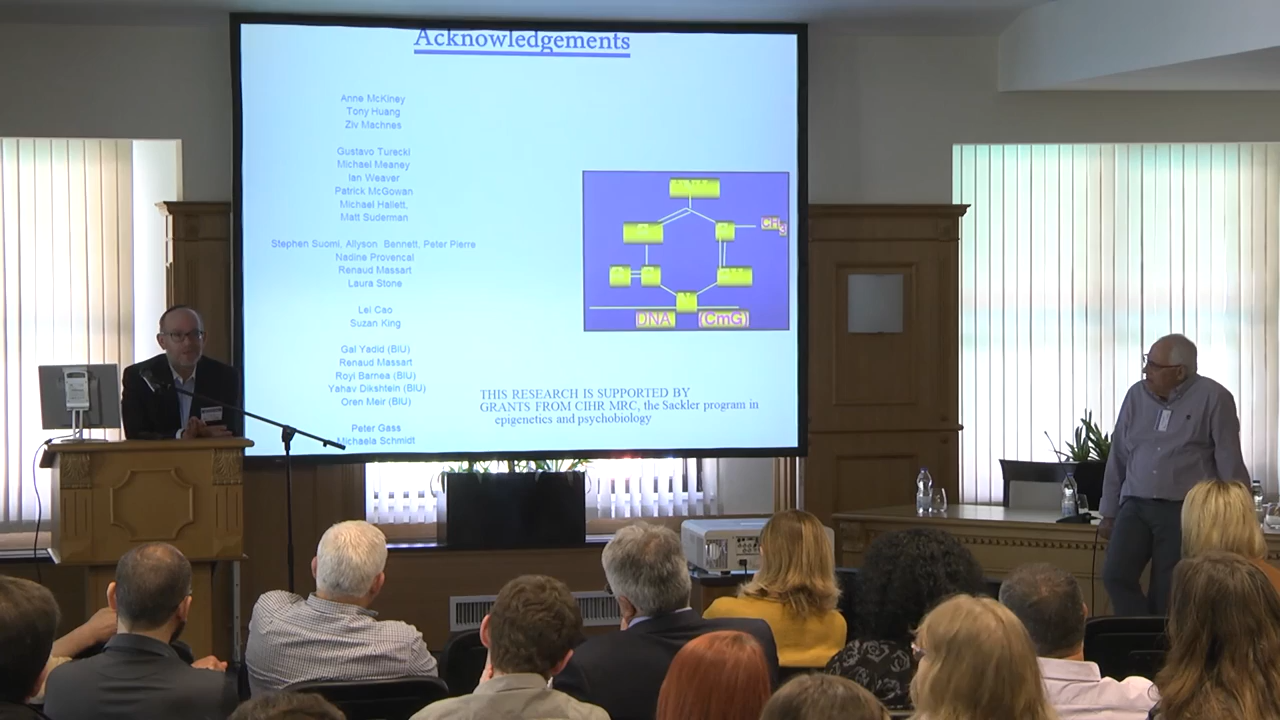 Acknowledgements
Anne McKiney
Tony Huang
Ziv Machnes
Gustavo Turecki
Michael Meaney
Ian Weaver
Patrick McGowan
Michael Hallett,
Matt Suderman
Stephen Suomi, Allyson Bennett, Peter Pierre
Nadine Provencal
Renaud Massart
Laura Stone
Lei Cao
Suzan King
Gal Yadid (BIU)
Renaud Massart
Royi Barnea (BIU)
Yahav Dikshtein (BIU)
Oren Meir (BIU)
Peter Gass
Michaela Schmidt
CH3
DNA (CmG)
THIS RESEARCH IS SUPPORTED BY
GRANTS FROM CIHR MRC, the Sackler program in
epigenetics and psychobiology